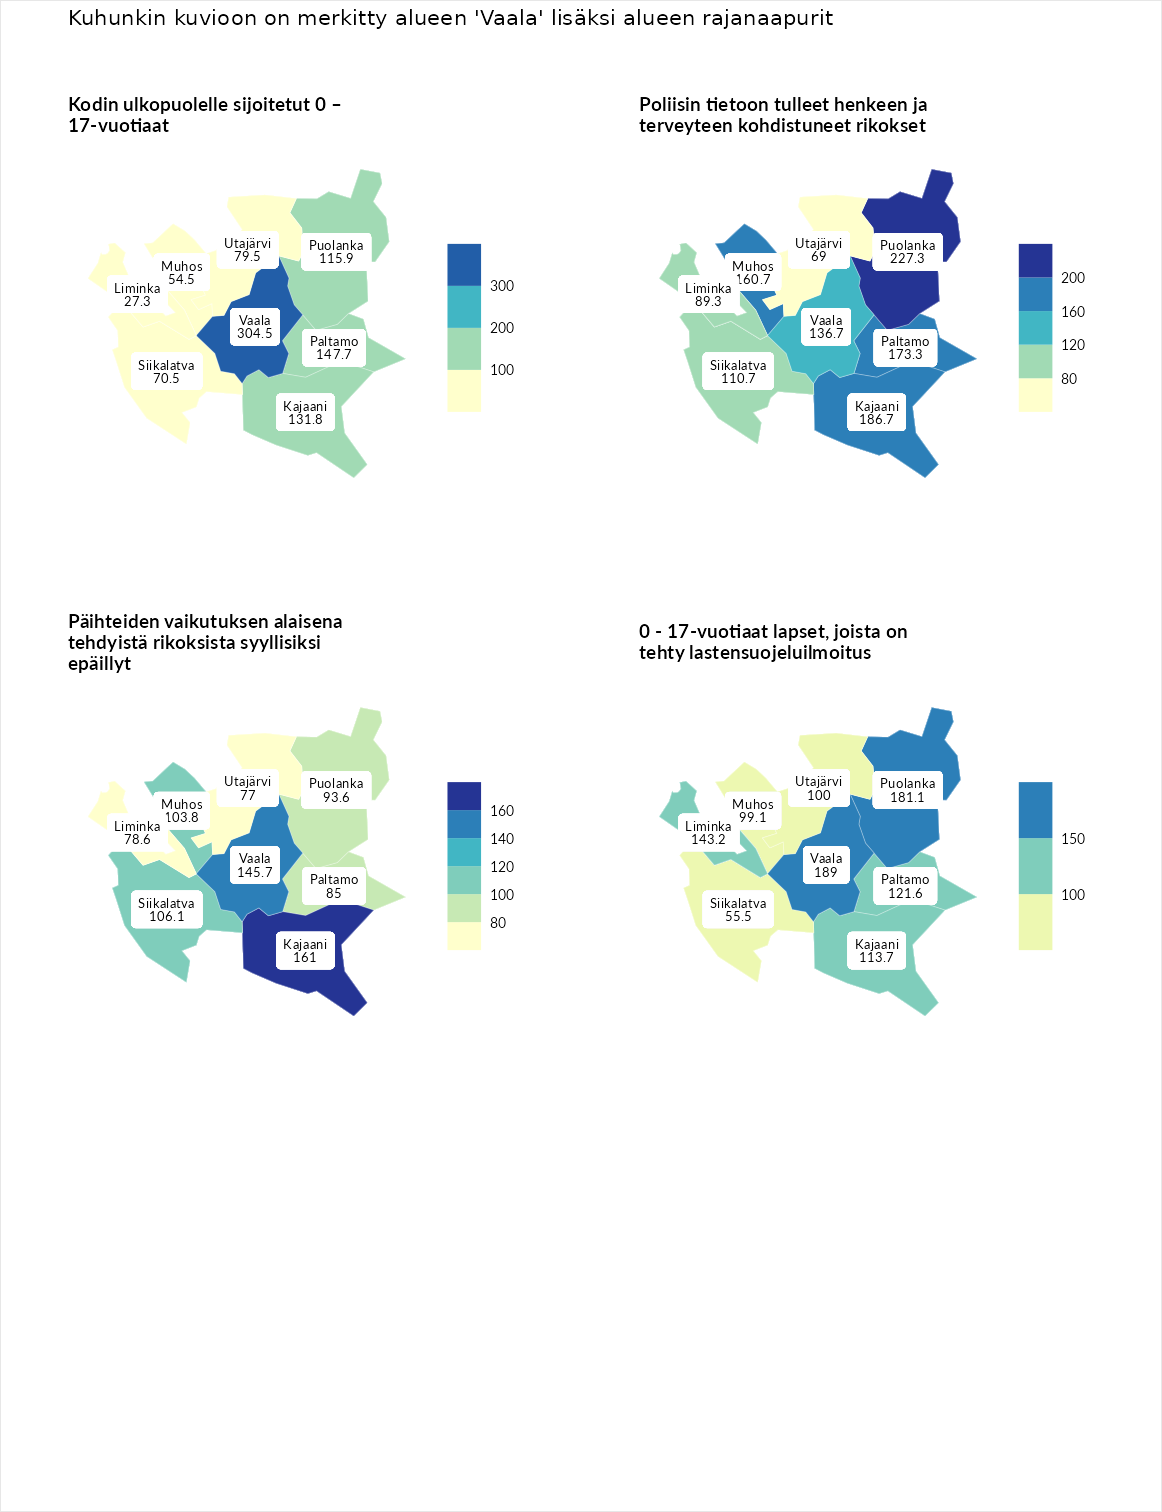 Kuhunkin kuvioon on merkitty alueen 'Vaala' lisäksi alueen rajanaapurit
Kodin ulkopuolelle sijoitetut 0 –
17-vuotiaat
Utajärvi
79.5
Puolanka
115.9
Muhos
54.5
Liminka
27.3
Vaala
304.5
Paltamo
147.7
Siikalatva
70.5
Kajaani
131.8
300
200
100
Poliisin tietoon tulleet henkeen ja
terveyteen kohdistuneet rikokset
Utajärvi
69
Puolanka
227.3
Muhos
160.7
Liminka
89.3
Vaala
136.7
Paltamo
173.3
Siikalatva
110.7
Kajaani
186.7
200
160
120
80
Päihteiden vaikutuksen alaisena
tehdyistä rikoksista syyllisiksi
epäillyt
Utajärvi
77
Puolanka
93.6
Muhos
103.8
Liminka
78.6
Vaala
145.7
Paltamo
85
Siikalatva
106.1
Kajaani
161
160
140
120
100
80
0 - 17-vuotiaat lapset, joista on
tehty lastensuojeluilmoitus
Utajärvi
100
Puolanka
181.1
Muhos
99.1
Liminka
143.2
Vaala
189
Paltamo
121.6
Siikalatva
55.5
Kajaani
113.7
150
100